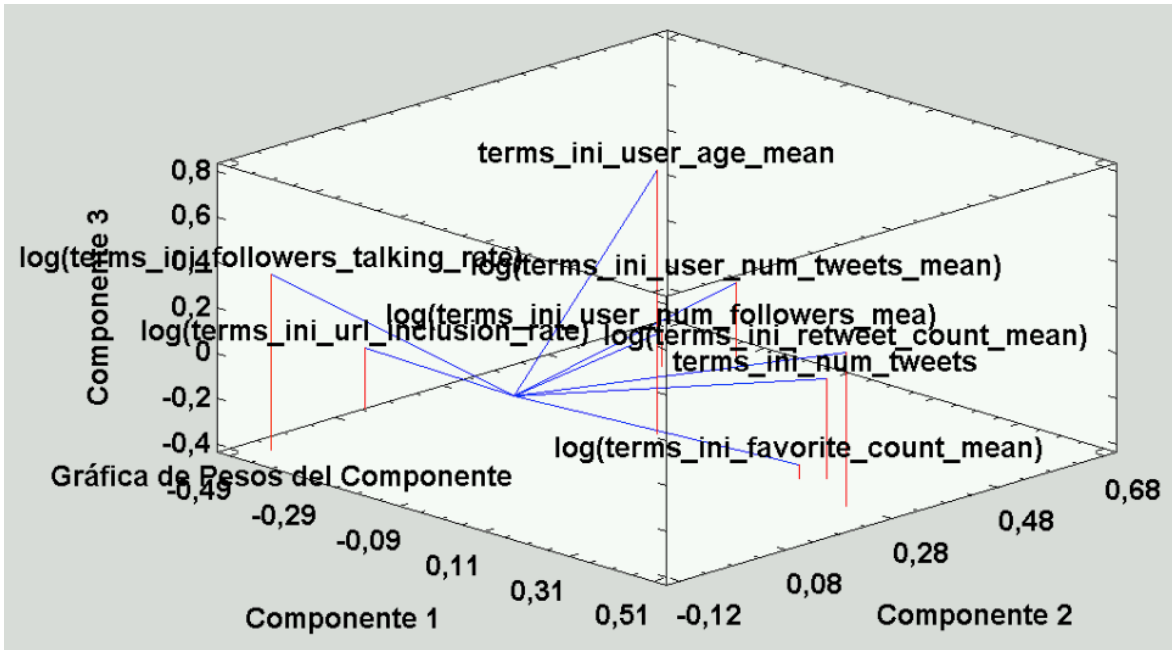 terms_ini_user_age_mean
0,8
0,6
0,4
0,2
0
-0,2
-0,4
Componente 3
log(terms_ini_followers_talking_rate)
log(terms_ini_user_num_tweets_mean)
log(terms_ini_user_num_followers_mea)
log(terms_ini_url_inclusion_rate)
log(terms_ini_retweet_count_mean)
terms_ini_num_tweets
log(terms_ini_favorite_count_mean)
Gráfica de Pesos del Componente
-0,49
-0,29
-0,09
0,11
0,31
0,51
Componente 1
-0,12
0,08
0,28
0,48
0,68
Componente 2